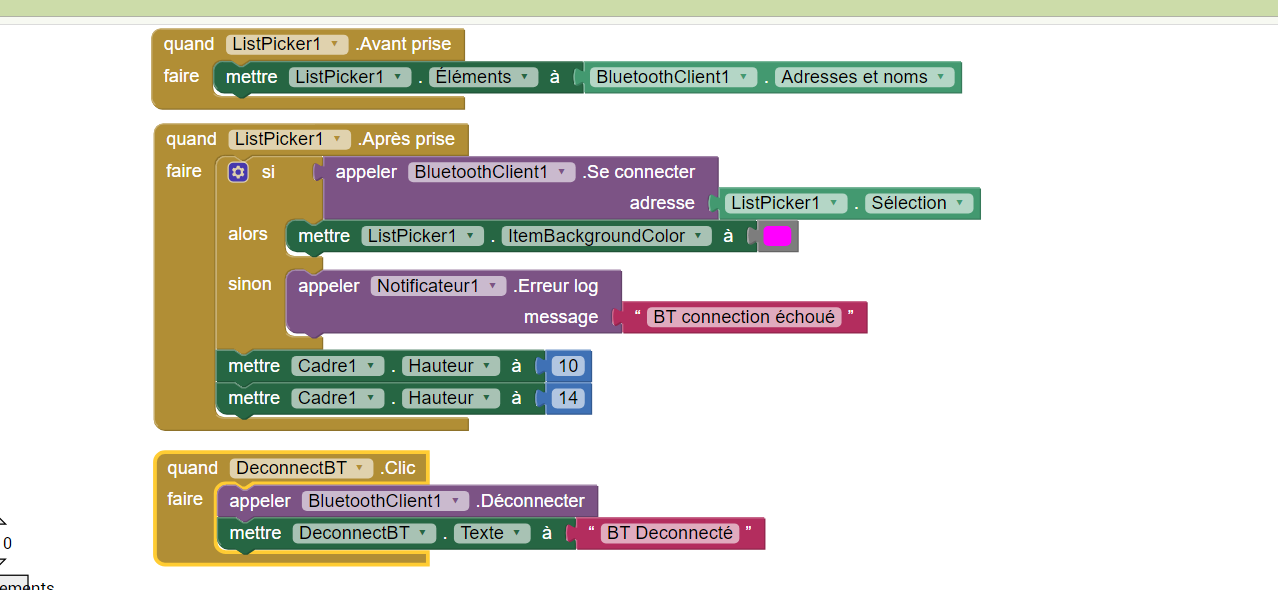 quand ListPicker1 .Avant prise
faire mettre ListPicker1 . Éléments à BluetoothClient1 . Adresses et noms
quand ListPicker1 .Après prise
faire si appeler BluetoothClient1 .Se connecter
adresse ListPicker1 . Sélection
alors mettre ListPicker1 . ItemBackgroundColor à
sinon appeler Notificateur1 .Erreur log
message “ BT connection échoué ”
mettre Cadre1 . Hauteur à 10
mettre Cadre1 . Hauteur à 14
quand DeconnectBT .Clic
faire appeler BluetoothClient1 .Déconnecter
mettre DeconnectBT . Texte à “ BT Deconnecté ”
0
ements